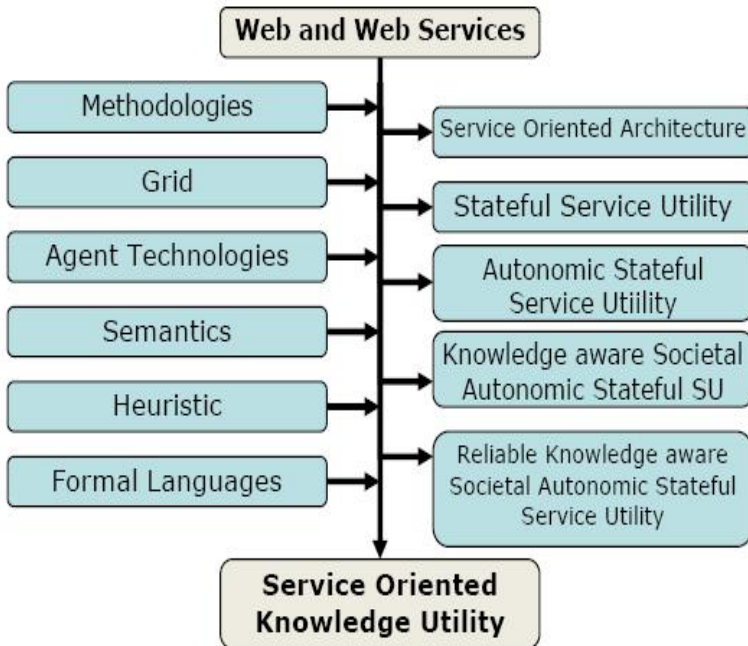 Web and Web Services
Methodologies
Service Oriented Architecture
Grid
Stateful Service Utility
Agent Technologies
Autonomic Stateful
Service Utiility
Semantics
Knowledge aware Societal
Autonomic Stateful SU
Heuristic
Reliable Knowledge aware
Societal Autonomic Stateful
Service Utility
Formal Languages
Service Oriented
Knowledge Utility